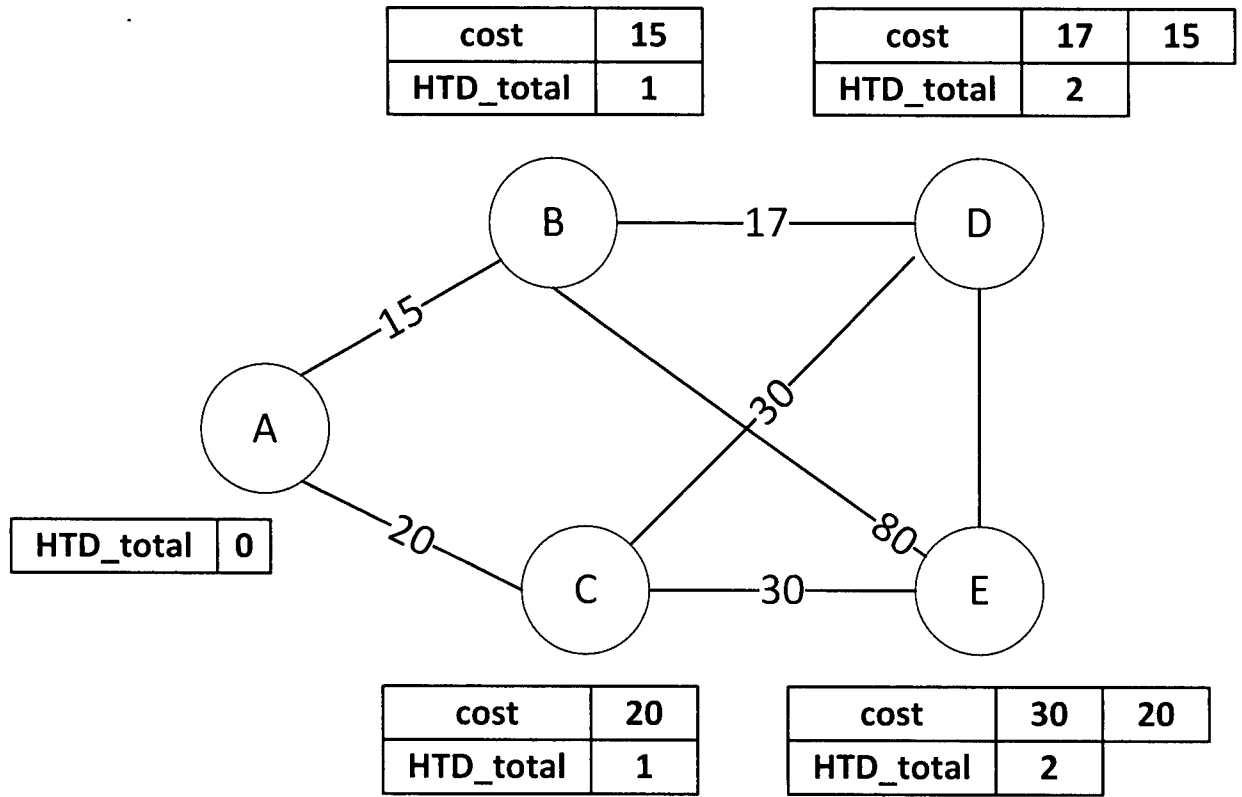 cost 15
HTD_total 1
cost 17 15
HTD_total 2
B
17
D
15
30
A
20
80
HTD_total 0
C
30
E
cost 20
HTD_total 1
cost 30 20
HTD_total 2